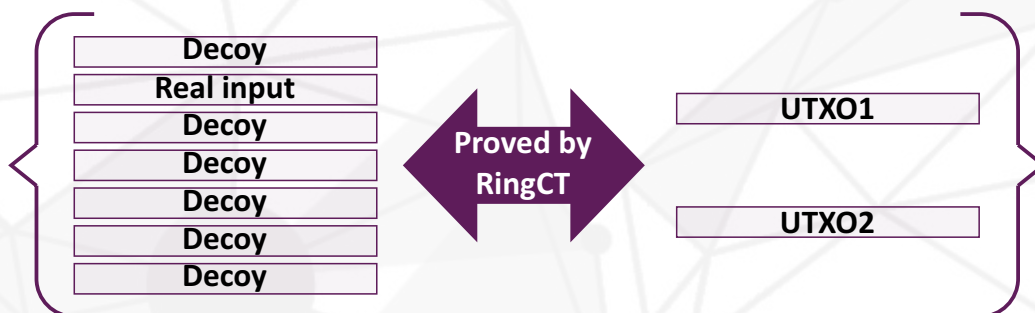 Decoy
Real input
Decoy
Decoy
Decoy
Decoy
Decoy
Proved by
RingCT
UTXO1
UTXO2